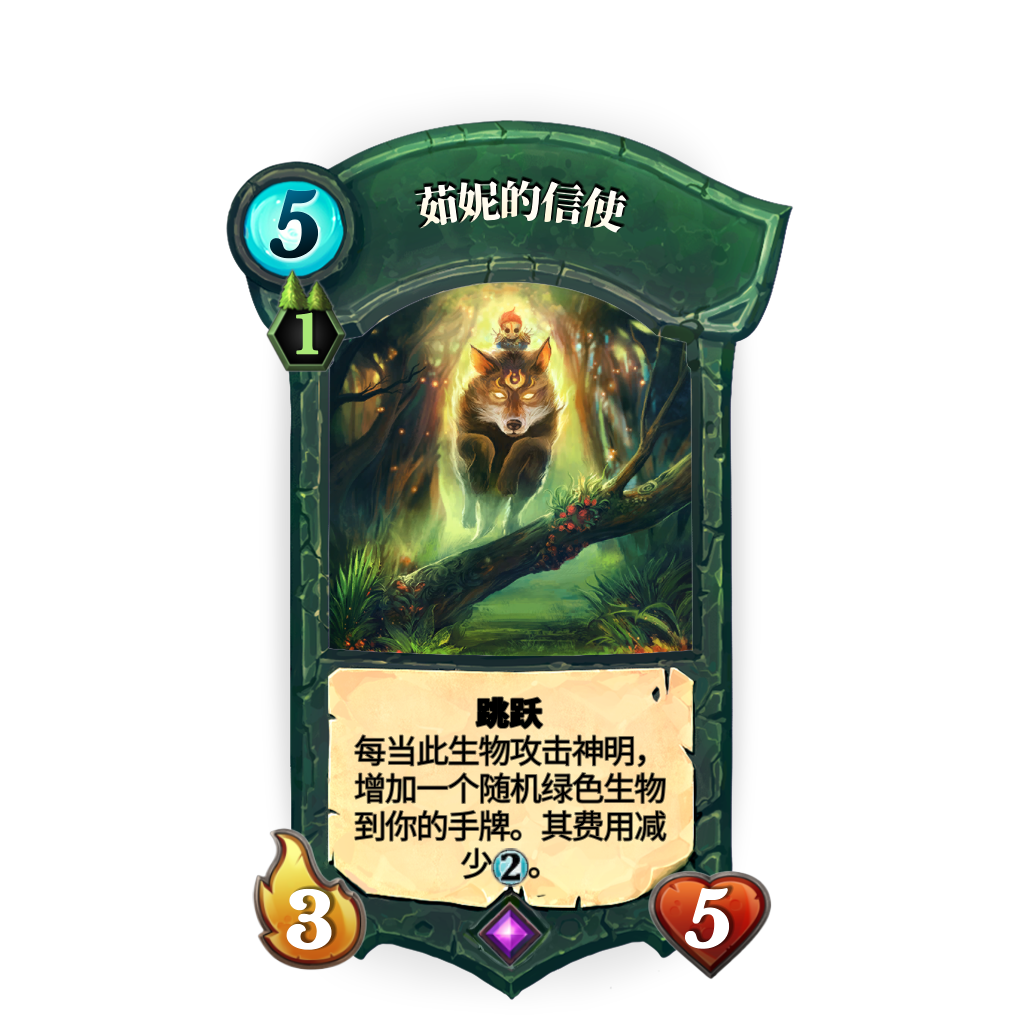 茹妮的信使
5
1
跳跃
每当此生物攻击神明，
增加一个随机绿色生物
到你的手牌。其费用减
少2。
3
5